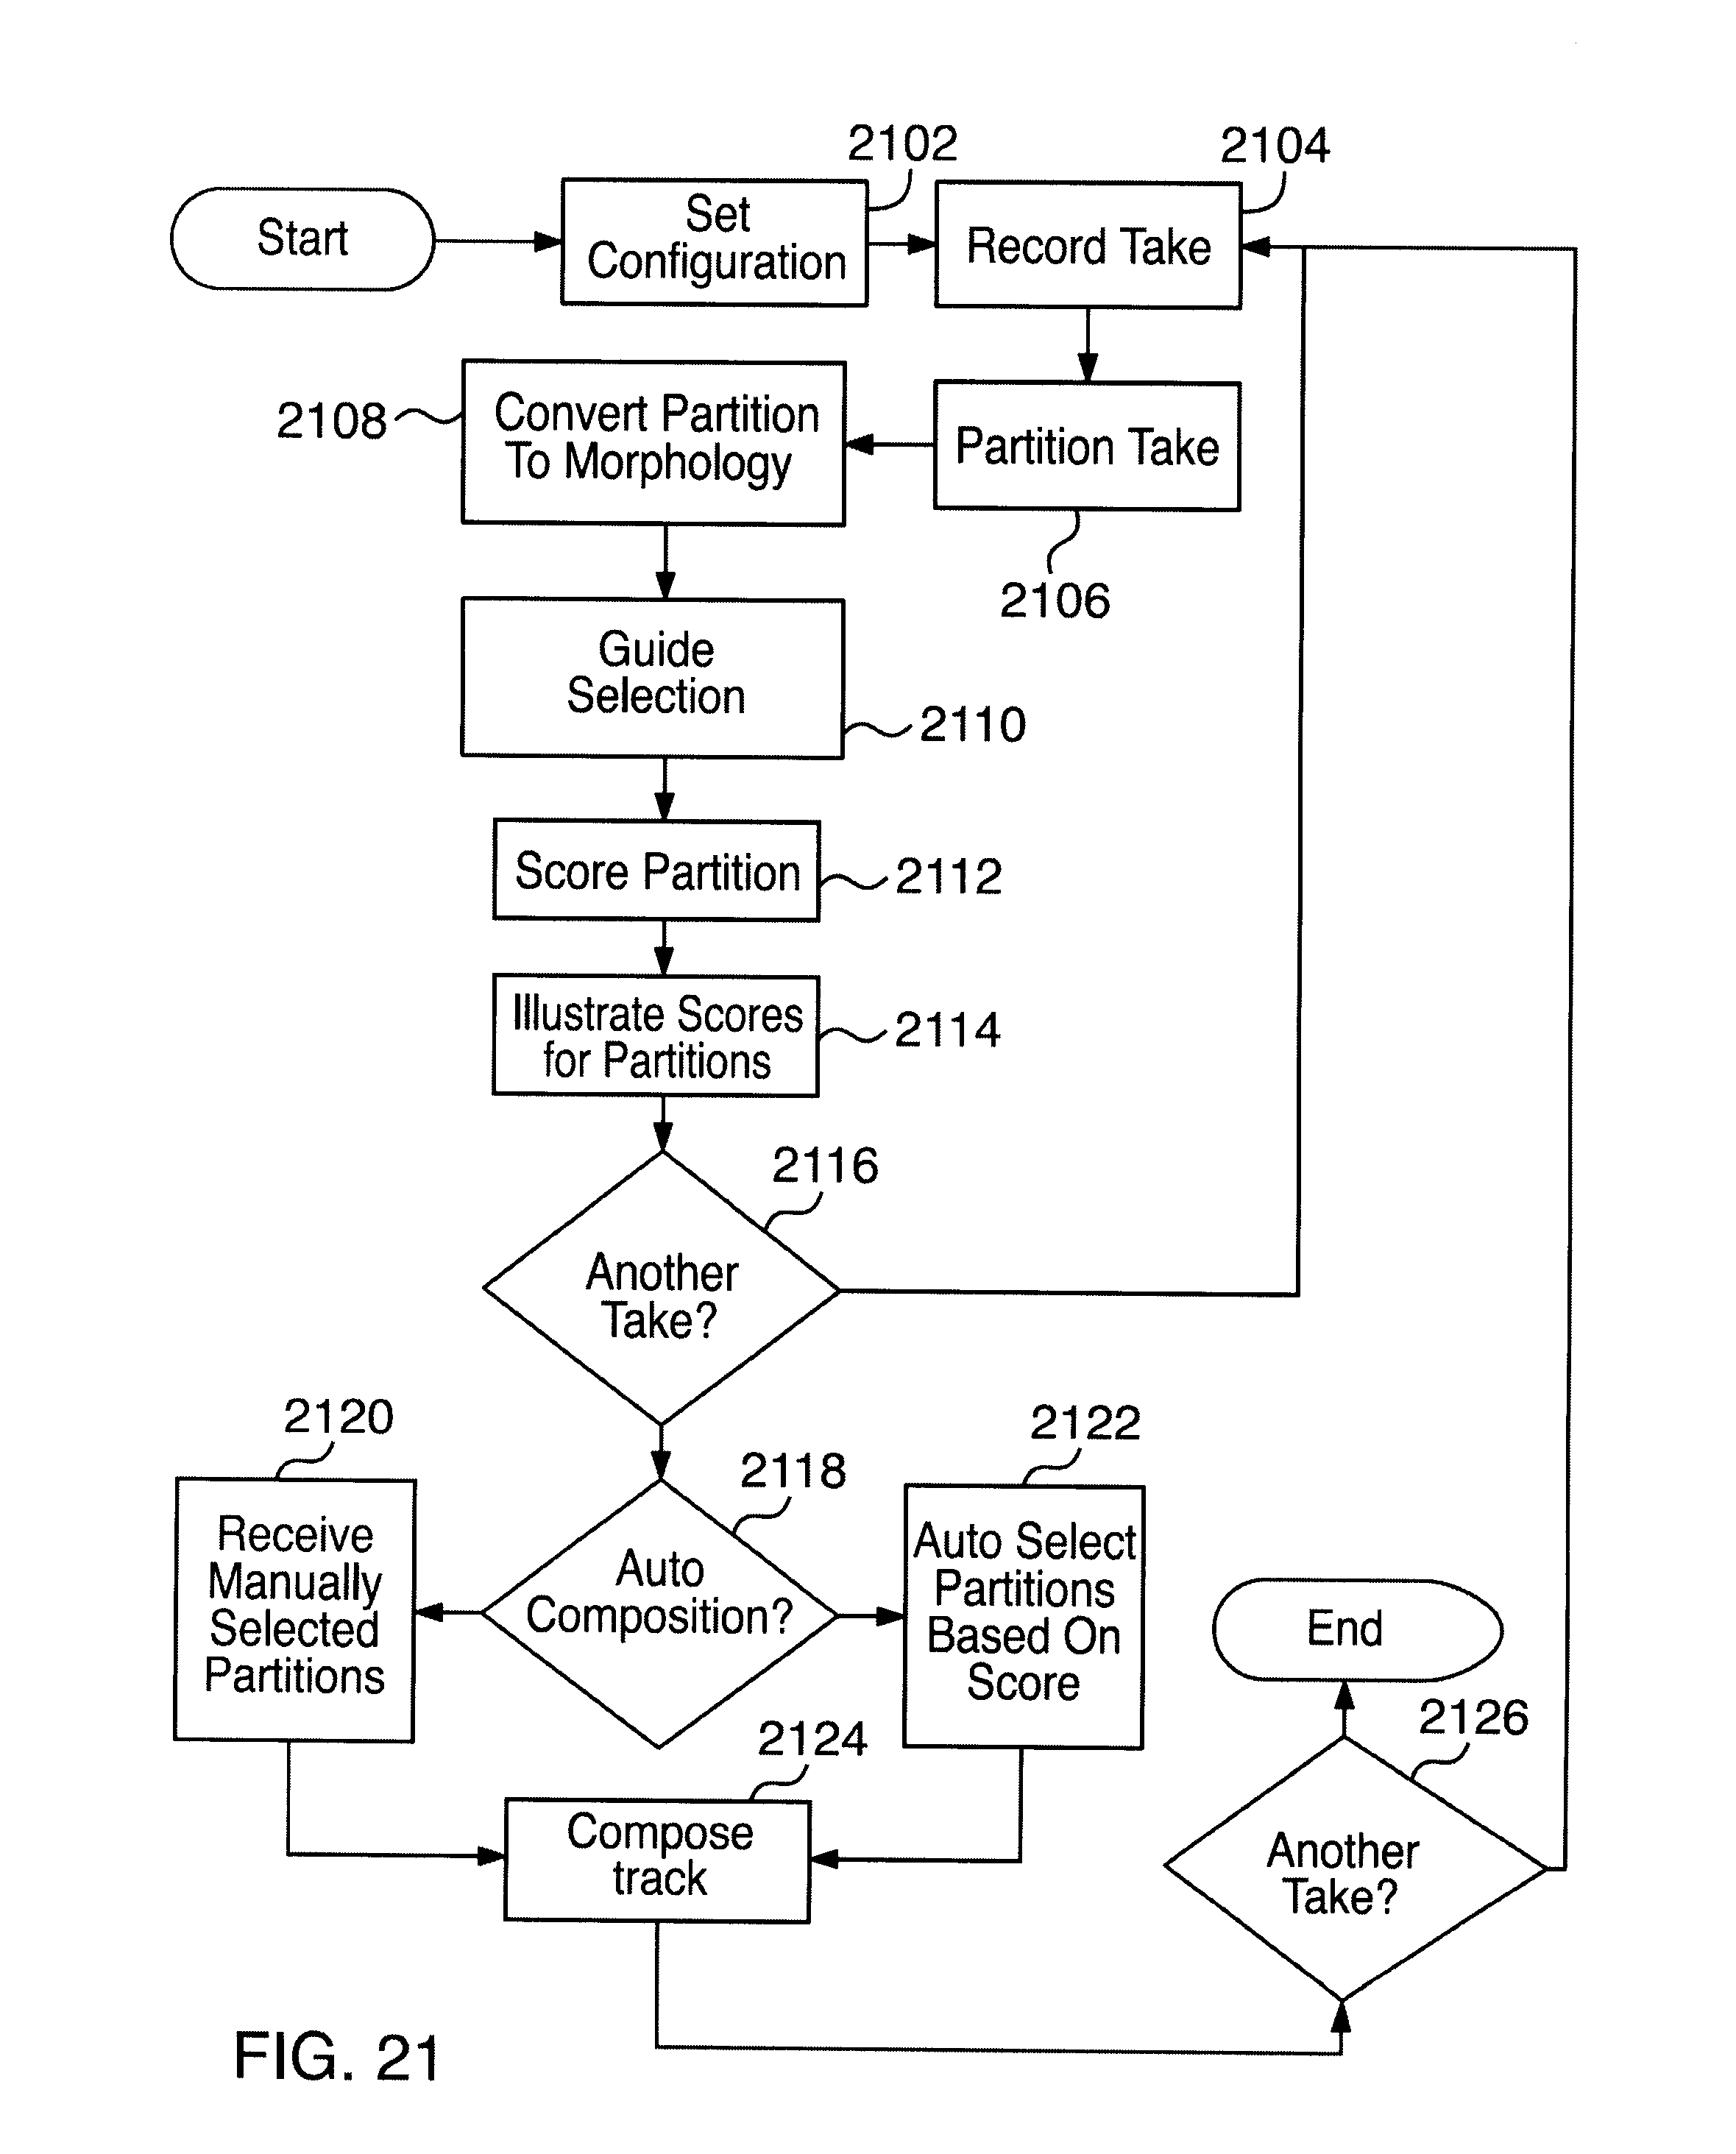 2102
2104
Start
Set
Configuration
Record Take
2108
Convert Partition
To Morphology
Partition Take
2106
Guide
Selection
2110
Score Partition
2112
Illustrate Scores
for Partitions
2114
2116
Another
Take?
2120
2118
2122
Receive
Manually
Selected
Partitions
Auto
Composition?
Auto Select
Partitions
Based On
Score
End
2124
2126
Compose
track
Another
Take?
FIG. 21